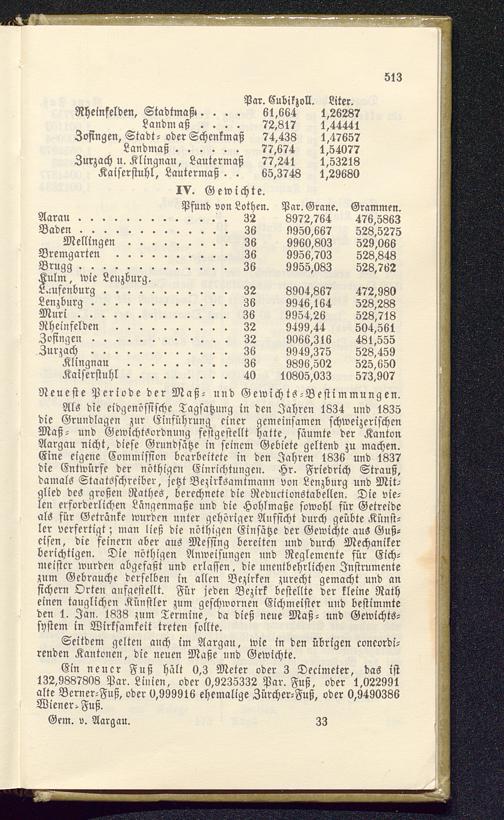 513
Par. Cubikzoll. Liter.
Rheinfelden, Stadtmaß . . . . 61,664 1,26287
Landmaß . . . . 72,817 1,44441
Zofingen, Stadt- oder Schenkmaß 74,438 1,47657
Landmaß . . . . . . 77,674 1,54077
Zurzach u. Klingnau, Lautermaß 77,241 1,53218
Kaiserstuhl, Lautermaß . . 65,3748 1,29680
IV. Gewichte.
Pfund von Lothen. Par. Grane. Grammen.
Aarau . . . . . . . . . . . . 32 8972,764 476,5863
Baden . . . . . . . . . . . . 36 9950,667 528,5275
Mellingen . . . . . . . . . 36 9960,803 529,066
Bremgarten . . . . . . . . . 36 9956,703 528,848
Brugg . . . . . . . . . . . . 36 9955,083 528,762
Kulm, wie Lenzburg.
Laufenburg . . . . . . . . . . 32 8904,867 472,980
Lenzburg . . . . . . . . . . . 36 9946,164 528,288
Muri . . . . . . . . . . . . 36 9954,26 528,718
Rheinfelden . . . . . . . . . 32 9499,44 504,561
Zofingen . . . . . . . . . . . 32 9066,316 481,555
Zurzach . . . . . . . . . . . 36 9949,375 528,459
Klingnau . . . . . . . . . 36 9896,502 525,650
Kaiserstuhl . . . . . . . . . 40 10805,033 573,907
Neueste Periode der Maß- und Gewichts-Bestimmungen.
Als die eidgenössische Tagsatzung in den Jahren 1834 und 1835
die Grundlagen zur Einführung einer gemeinsamen schweizerischen
Maß- und Gewichtsordnung festgestellt hatte, säumte der Kanton
Aargau nicht, diese Grundsätze in seinem Gebiete geltend zu machen.
Eine eigene Commission bearbeitete in den Jahren 1836 und 1837
die Entwürfe der nöthigen Einrichtungen. Hr. Friedrich Strauß,
damals Staatsschreiber, jetzt Bezirksamtmann von Lenzburg und Mit-
glied des großen Rathes, berechnete die Reductionstabellen. Die vie-
len erforderlichen Längenmaße und die Hohlmaße sowohl für Getreide
als für Getränke wurden unter gehöriger Aufsicht durch geübte Künst-
ler verfertigt; man ließ die nöthigen Einsätze der Gewichte aus Guß-
eisen, die feinern aber aus Messing bereiten und durch Mechaniker
berichtigen. Die nöthigen Anweisungen und Reglemente für Eich-
meister wurden abgefaßt und erlassen, die unentbehrlichen Instrumente
zum Gebrauche derselben in allen Bezirken zurecht gemacht und an
sichern Orten aufgestellt. Für jeden Bezirk bestellte der kleine Rath
einen tauglichen Künstler zum geschwornen Eichmeister und bestimmte
den 1. Jan. 1838 zum Termine, da dieß neue Maß- und Gewichts-
system in Wirksamkeit treten sollte.
Seitdem gelten auch im Aargau, wie in den übrigen concordi-
renden Kantonen, die neuen Maße und Gewichte.
Ein neuer Fuß hält 0,3 Meter oder 3 Decimeter, das ist
132,9887808 Par. Linien, oder 0,9235332 Par. Fuß, oder 1,022991
alte Berner-Fuß, oder 0,999916 ehemalige Zürcher-Fuß, oder 0,9490386
Wiener-Fuß.
Gem. v. Aargau. 33